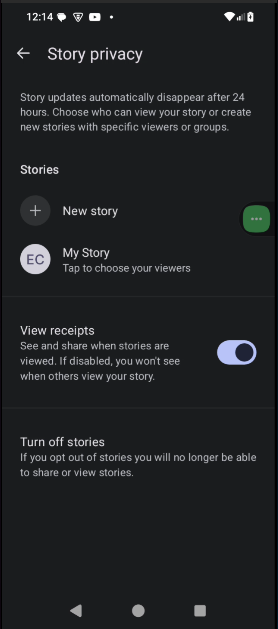 12:14
Story privacy
Story updates automatically disappear after 24
hours. Choose who can view your story or create
new stories with specific viewers or groups.
Stories
New story
EC
My Story
Tap to choose your viewers
View receipts
See and share when stories are
viewed. If disabled, you won't see
when others view your story.
Turn off stories
If you opt out of stories you will no longer be able
to share or view stories.